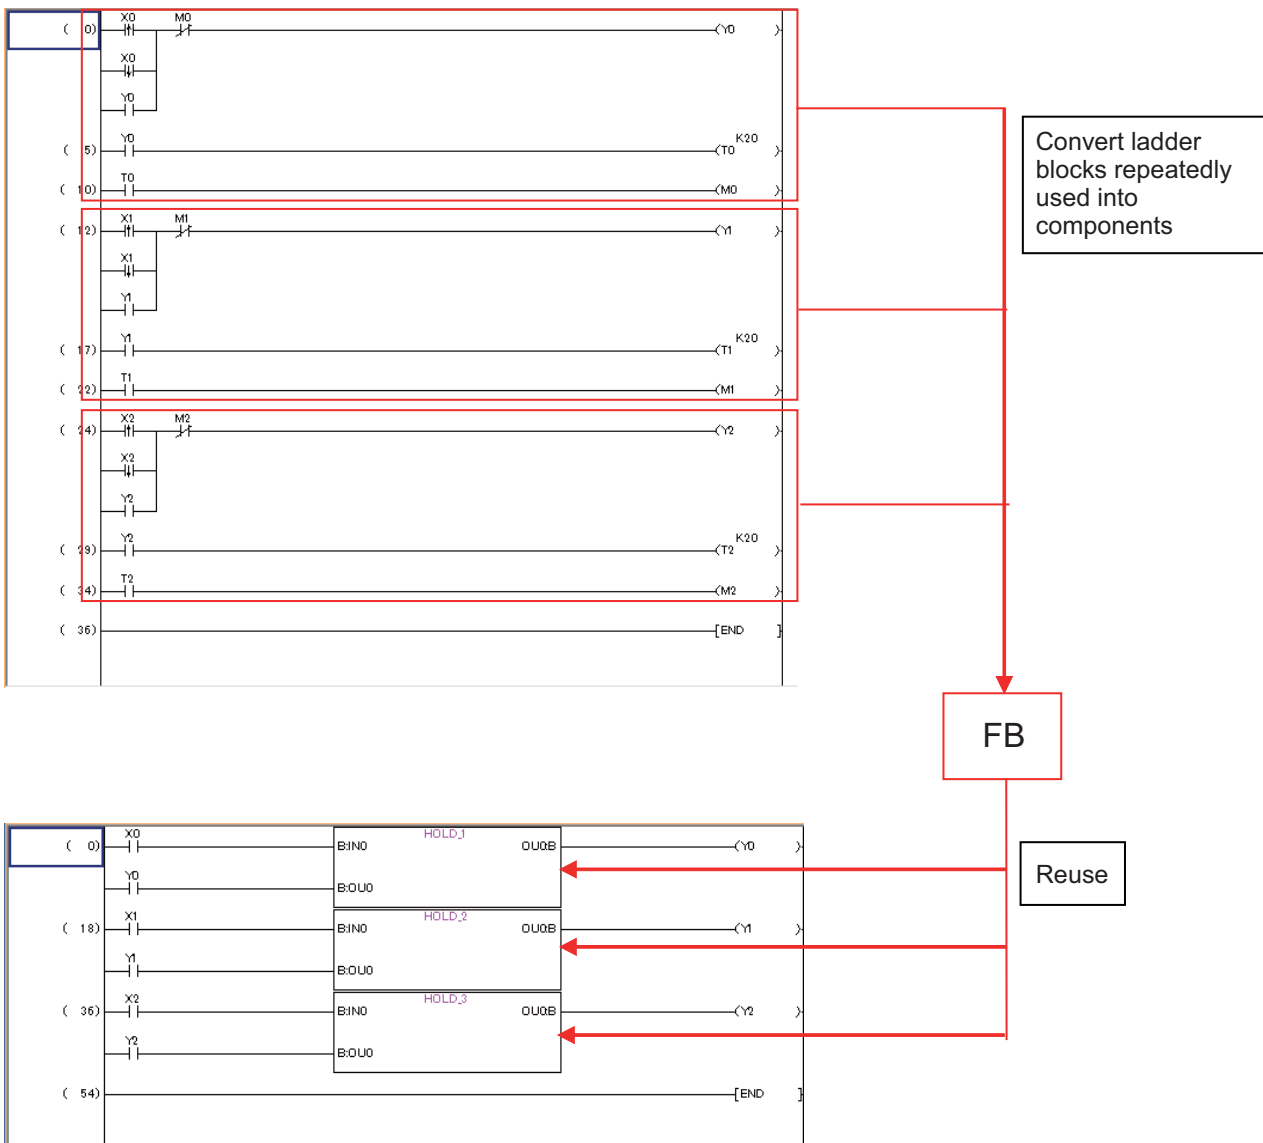 X0 M0
( 0) (Y0 )
X0
Y0
Y0 K20
( 5) (T0 )
T0
( 10) (M0 )
X1 M1
( 12) (Y1 )
X1
Y1
Y1 K20
( 17) (T1 )
T1
( 22) (M1 )
X2 M2
( 24) (Y2 )
X2
Y2
Y2 K20
( 29) (T2 )
T2
( 34) (M2 )
( 36) [END ]
Convert ladder
blocks repeatedly
used into
components
FB
X0 HOLD_1
( 0) B:IN0 OU0:B (Y0 )
Y0 B:OU0
X1 HOLD_2
( 18) B:IN0 OU0:B (Y1 )
Y1 B:OU0
X2 HOLD_3
( 36) B:IN0 OU0:B (Y2 )
Y2 B:OU0
( 54) [END ]
Reuse